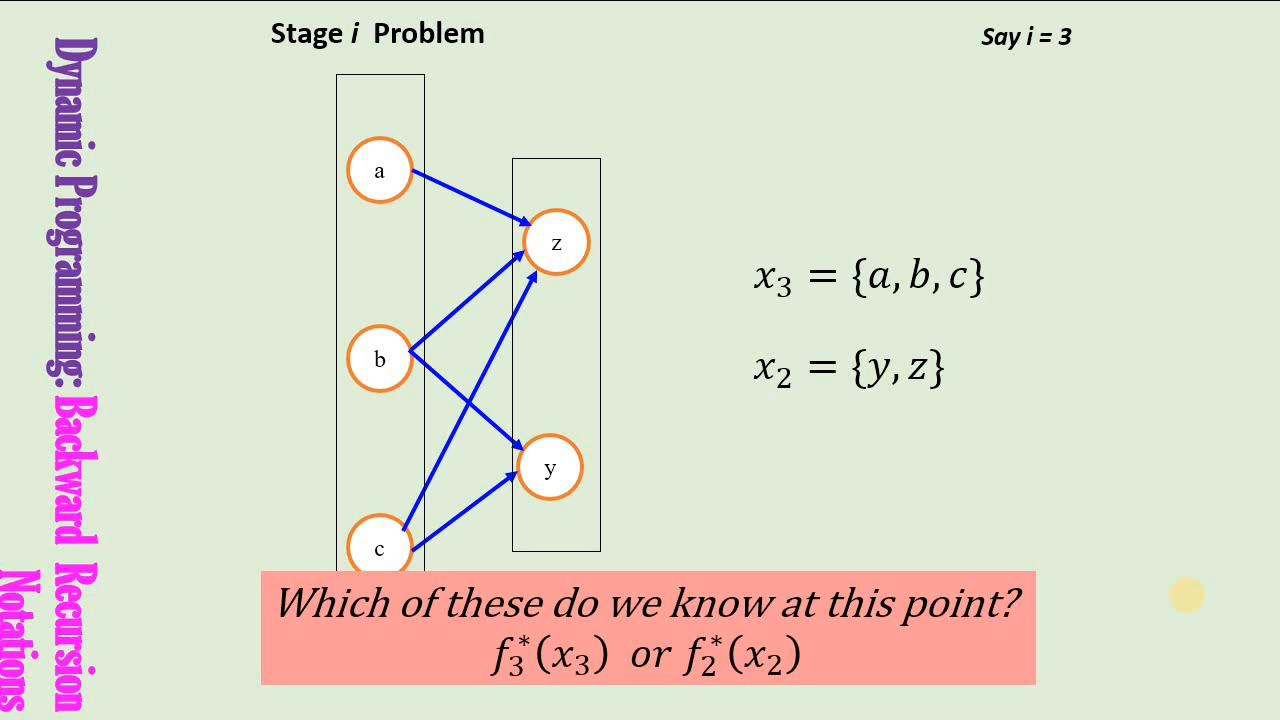 Stage i Problem
Say i = 3
Dynamic Programming: Backward Recursion
Notations
a
z
b
y
c
x₃ = {a, b, c}
x₂ = {y, z}
Which of these do we know at this point?
f₃*(x₃) or f₂*(x₂)